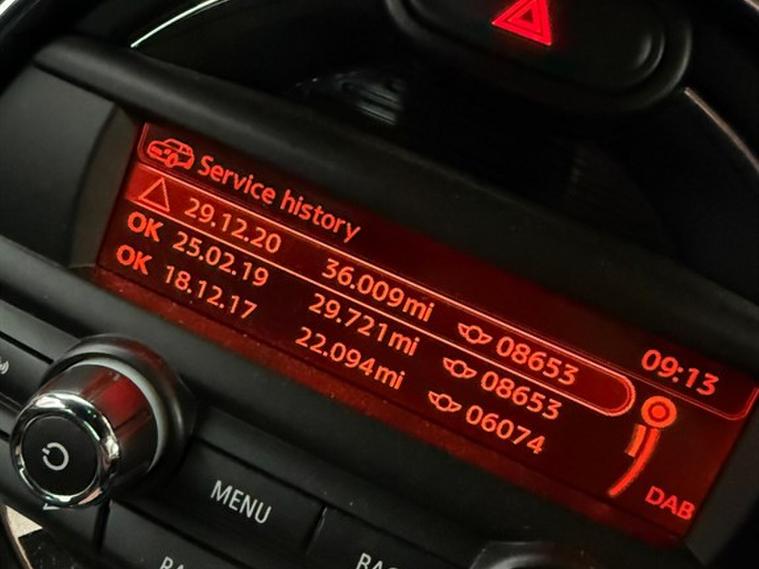 Service history
09:13
29.12.20 36.009mi 08653
OK 25.02.19 29.721mi 08653
OK 18.12.17 22.094mi 06074
DAB
MENU